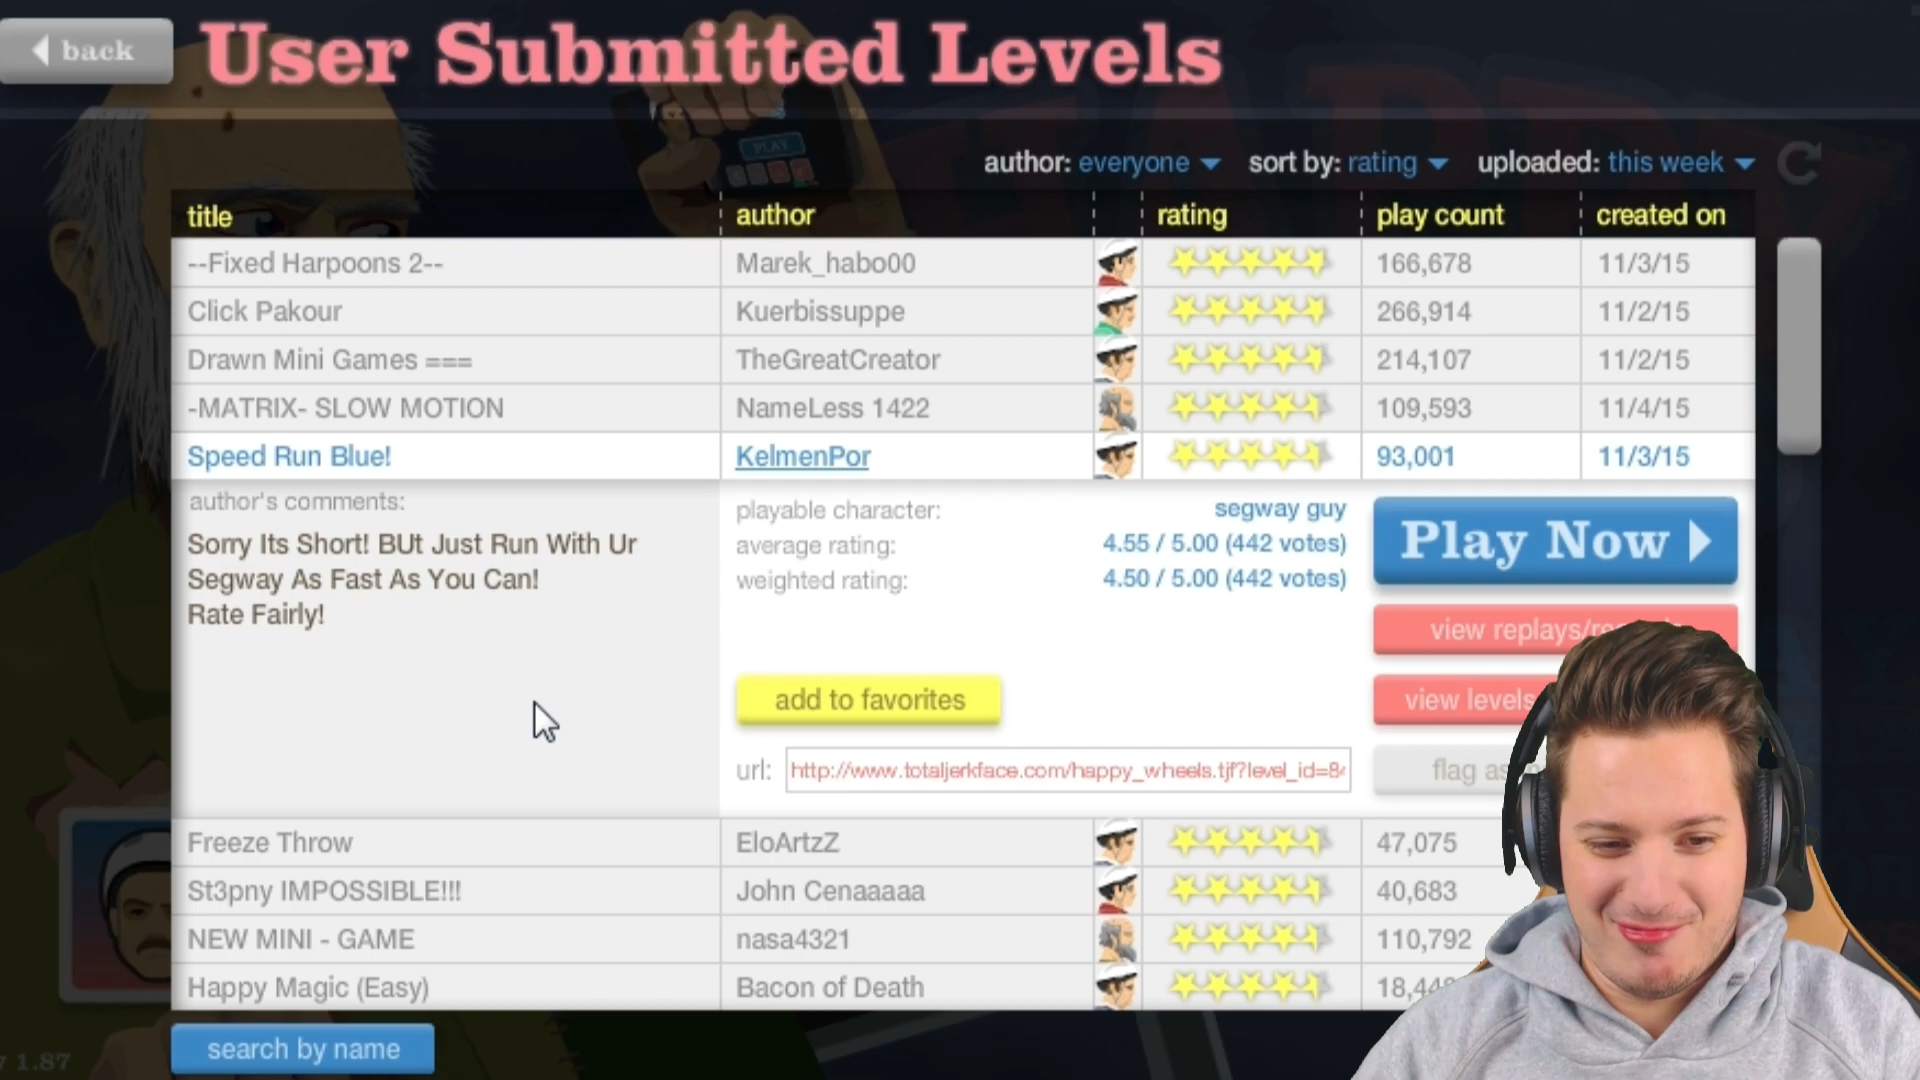 back
User Submitted Levels
PLAY
author: everyone sort by: rating uploaded: this week
title author rating play count created on
--Fixed Harpoons 2-- Marek_habo00 166,678 11/3/15
Click Pakour Kuerbissuppe 266,914 11/2/15
Drawn Mini Games === TheGreatCreator 214,107 11/2/15
-MATRIX- SLOW MOTION NameLess 1422 109,593 11/4/15
Speed Run Blue! KelmenPor 93,001 11/3/15
author's comments:
Sorry Its Short! BUt Just Run With Ur
Segway As Fast As You Can!
Rate Fairly!
playable character: segway guy
average rating: 4.55 / 5.00 (442 votes)
weighted rating: 4.50 / 5.00 (442 votes)
Play Now
view
add to favorites
view levels
url: http://www.totaljerkface.com/happy_wheels.tjf?level_id=8
flag
Freeze Throw EloArtzZ 47,075
St3pny IMPOSSIBLE!!! John Cenaaaaa 40,683
NEW MINI - GAME nasa4321 110,792
Happy Magic (Easy) Bacon of Death
search by name
1.87